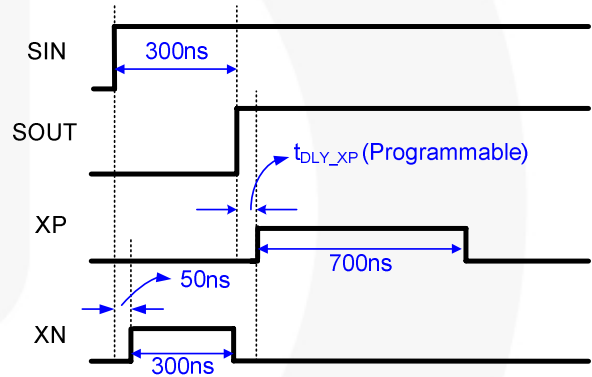 SIN
300ns
SOUT
tDLY_XP (Programmable)
XP
700ns
50ns
XN
300ns